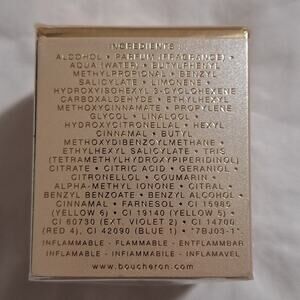 INGREDIENTS :
ALCOHOL • PARFUM (FRAGRANCE) •
AQUA (WATER) • BUTYLPHENYL
METHYLPROPIONAL • BENZYL
SALICYLATE • LIMONENE •
HYDROXYISOHEXYL 3-CYCLOHEXENE
CARBOXALDEHYDE • ETHYLHEXYL
METHOXYCINNAMATE • PROPYLENE
GLYCOL • LINALOOL •
HYDROXYCITRONELLAL • HEXYL
CINNAMAL • BUTYL
METHOXYDIBENZOYLMETHANE •
ETHYLHEXYL SALICYLATE • TRIS
(TETRAMETHYLHYDROXYPIPERIDINOL)
CITRATE • CITRIC ACID • GERANIOL •
CITRONELLOL • COUMARIN •
ALPHA-METHYL IONONE • CITRAL •
BENZYL BENZOATE • BENZYL ALCOHOL •
CINNAMAL • FARNESOL • CI 15985
(YELLOW 6) • CI 19140 (YELLOW 5) •
CI 60730 (EXT. VIOLET 2) • CI 14700
(RED 4), CI 42090 (BLUE 1) • *7BJ03-1*
INFLAMMABLE - FLAMMABLE - ENTFLAMMBAR
INFLAMABLE - INFIAMMABILE - INFLAMAVEL
www.boucheron.com